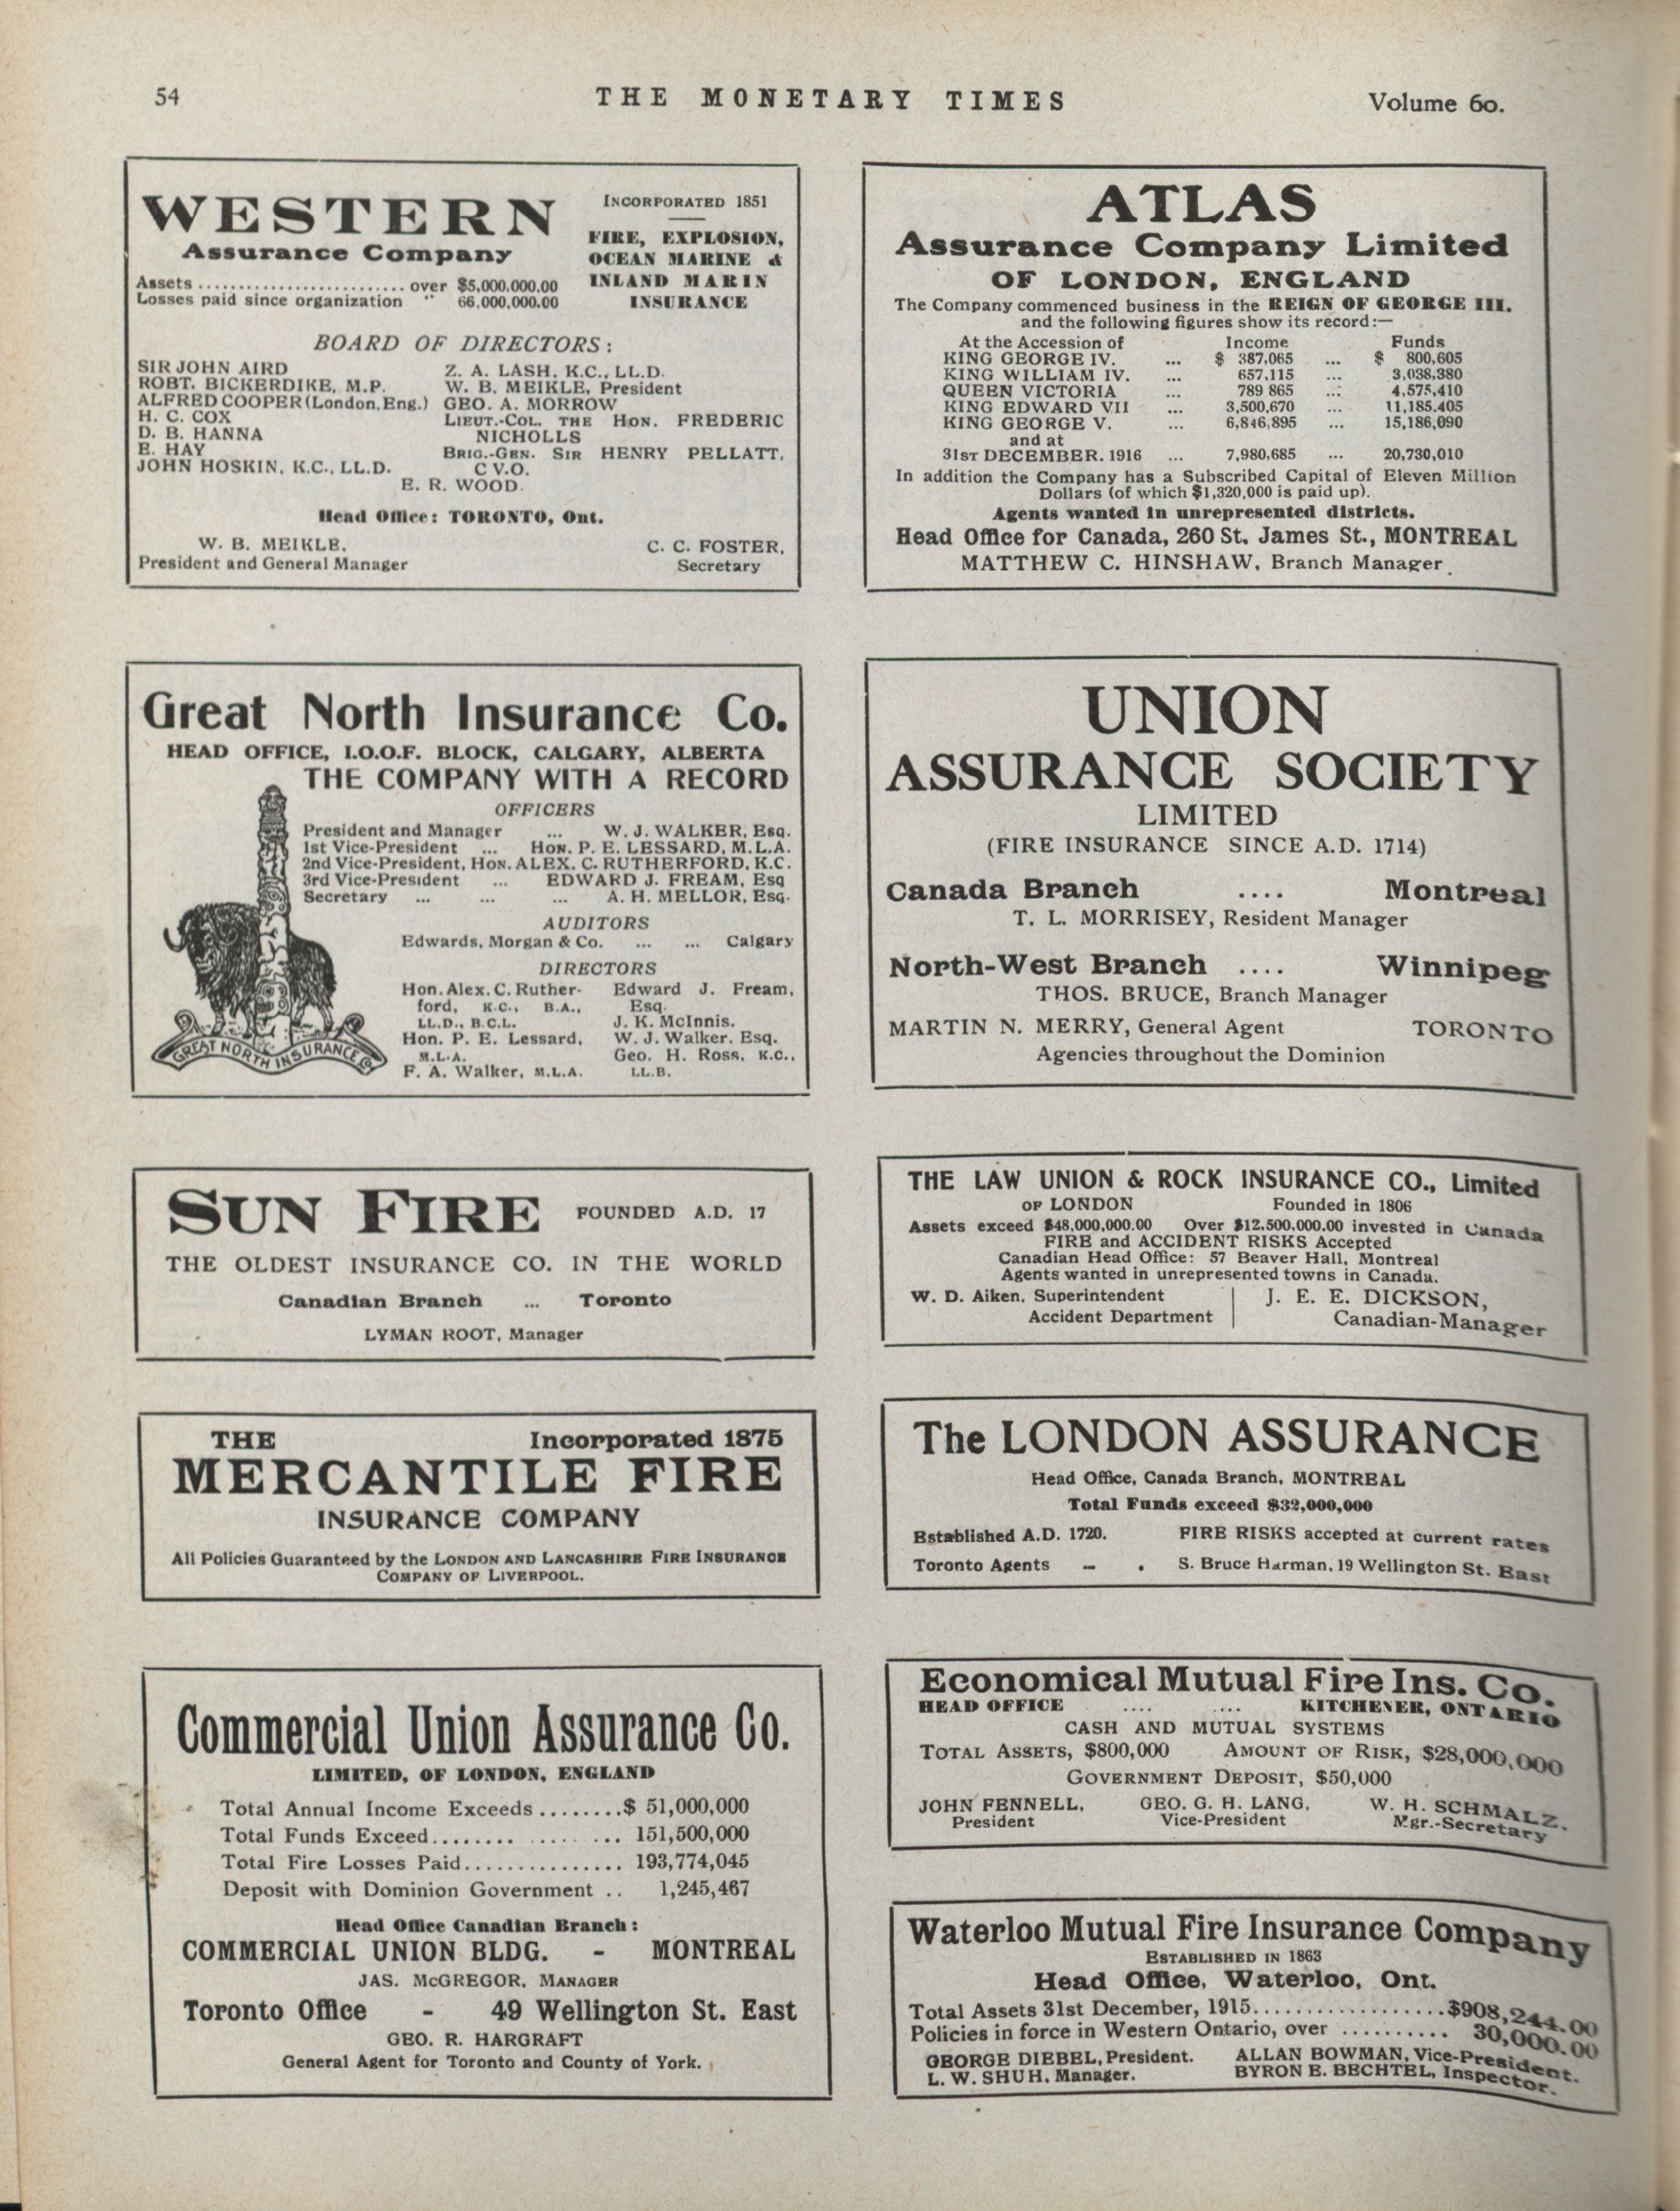 54
THE MONETARY TIMES
Volume 60.
WESTERN
Assurance Company
INCORPORATED 1851
FIRE, EXPLOSION,
OCEAN MARINE &
INLAND MARIN
INSURANCE
Assets ......................... over $5,000,000.00
Losses paid since organization " 66,000,000.00
BOARD OF DIRECTORS:
SIR JOHN AIRD
ROBT. BICKERDIKE, M.P.
ALFRED COOPER (London, Eng.)
H. C. COX
D. B. HANNA
E. HAY
JOHN HOSKIN, K.C., LL.D.
Z. A. LASH, K.C., LL.D.
W. B. MEIKLE, President
GEO. A. MORROW
LIEUT.-COL. THE HON. FREDERIC
NICHOLLS
BRIG.-GEN. SIR HENRY PELLATT,
C V.O.
E. R. WOOD.
Head Office: TORONTO, Ont.
W. B. MEIKLE,
President and General Manager
C. C. FOSTER,
Secretary
ATLAS
Assurance Company Limited
OF LONDON, ENGLAND
The Company commenced business in the REIGN OF GEORGE III.
and the following figures show its record:—
At the Accession of Income Funds
KING GEORGE IV. ... $ 387,065 ... $ 800,605
KING WILLIAM IV. ... 657,115 ... 3,038,380
QUEEN VICTORIA ... 789 865 ... 4,575,410
KING EDWARD VII ... 3,500,670 ... 11,185,405
KING GEORGE V. ... 6,846,895 ... 15,186,090
and at
31ST DECEMBER, 1916 ... 7,980,685 ... 20,730,010
In addition the Company has a Subscribed Capital of Eleven Million
Dollars (of which $1,320,000 is paid up).
Agents wanted in unrepresented districts.
Head Office for Canada, 260 St. James St., MONTREAL
MATTHEW C. HINSHAW, Branch Manager.
Great North Insurance Co.
HEAD OFFICE, I.O.O.F. BLOCK, CALGARY, ALBERTA
THE COMPANY WITH A RECORD
OFFICERS
President and Manager ... W. J. WALKER, Esq.
1st Vice-President ... HON. P. E. LESSARD, M.L.A.
2nd Vice-President, HON. ALEX. C. RUTHERFORD, K.C.
3rd Vice-President ... EDWARD J. FREAM, Esq
Secretary ... ... ... A. H. MELLOR, Esq.
AUDITORS
Edwards, Morgan & Co. ... ... Calgary
DIRECTORS
Hon. Alex. C. Ruther-
ford, K.C., B.A.,
LL.D., B.C.L.
Hon. P. E. Lessard,
M.L.A.
F. A. Walker, M.L.A.
Edward J. Fream,
Esq.
J. K. McInnis.
W. J. Walker, Esq.
Geo. H. Ross, K.C.,
LL.B.
GREAT NORTH INSURANCE Co
UNION
ASSURANCE SOCIETY
LIMITED
(FIRE INSURANCE SINCE A.D. 1714)
Canada Branch .... Montreal
T. L. MORRISEY, Resident Manager
North-West Branch .... Winnipeg
THOS. BRUCE, Branch Manager
MARTIN N. MERRY, General Agent TORONTO
Agencies throughout the Dominion
SUN FIRE FOUNDED A.D. 17
THE OLDEST INSURANCE CO. IN THE WORLD
Canadian Branch ... Toronto
LYMAN ROOT, Manager
THE LAW UNION & ROCK INSURANCE CO., Limited
OF LONDON Founded in 1806
Assets exceed $48,000,000.00 Over $12,500,000.00 invested in Canada
FIRE and ACCIDENT RISKS Accepted
Canadian Head Office: 57 Beaver Hall, Montreal
Agents wanted in unrepresented towns in Canada.
W. D. Aiken, Superintendent
Accident Department
J. E. E. DICKSON,
Canadian-Manager
THE Incorporated 1875
MERCANTILE FIRE
INSURANCE COMPANY
All Policies Guaranteed by the LONDON AND LANCASHIRE FIRE INSURANCE
COMPANY OF LIVERPOOL.
The LONDON ASSURANCE
Head Office, Canada Branch, MONTREAL
Total Funds exceed $32,000,000
Established A.D. 1720. FIRE RISKS accepted at current rates
Toronto Agents - . S. Bruce Harman, 19 Wellington St. East
Commercial Union Assurance Co.
LIMITED, OF LONDON, ENGLAND
Total Annual Income Exceeds ........ $ 51,000,000
Total Funds Exceed........ ........ 151,500,000
Total Fire Losses Paid............... 193,774,045
Deposit with Dominion Government .. 1,245,467
Head Office Canadian Branch:
COMMERCIAL UNION BLDG. - MONTREAL
JAS. McGREGOR, MANAGER
Toronto Office - 49 Wellington St. East
GEO. R. HARGRAFT
General Agent for Toronto and County of York.
Economical Mutual Fire Ins. Co.
HEAD OFFICE .... .... KITCHENER, ONTARIO
CASH AND MUTUAL SYSTEMS
TOTAL ASSETS, $800,000 AMOUNT OF RISK, $28,000,000
GOVERNMENT DEPOSIT, $50,000
JOHN FENNELL,
President
GEO. G. H. LANG,
Vice-President
W. H. SCHMALZ.
Mgr.-Secretary
Waterloo Mutual Fire Insurance Company
ESTABLISHED IN 1863
Head Office, Waterloo, Ont.
Total Assets 31st December, 1915..................$908,244.00
Policies in force in Western Ontario, over .......... 30,000.00
GEORGE DIEBEL, President. ALLAN BOWMAN, Vice-President.
L. W. SHUH, Manager. BYRON E. BECHTEL, Inspector.